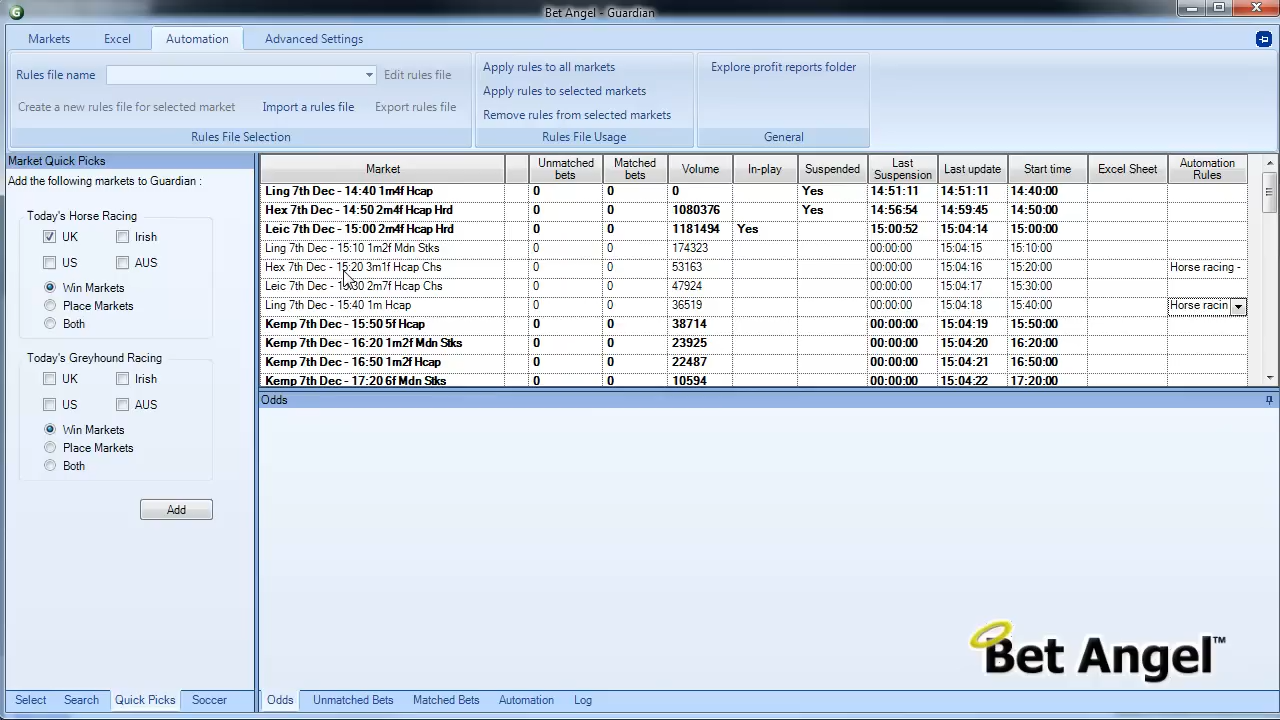 Bet Angel - Guardian
Markets Excel Automation Advanced Settings
Rules file name Edit rules file
Create a new rules file for selected market Import a rules file Export rules file
Rules File Selection
Apply rules to all markets
Apply rules to selected markets
Remove rules from selected markets
Rules File Usage
Explore profit reports folder
General
Market Quick Picks
Add the following markets to Guardian :
Today's Horse Racing
UK Irish
US AUS
Win Markets
Place Markets
Both
Today's Greyhound Racing
UK Irish
US AUS
Win Markets
Place Markets
Both
Add
Select Search Quick Picks Soccer
Market Unmatched bets Matched bets Volume In-play Suspended Last Suspension Last update Start time Excel Sheet Automation Rules
Ling 7th Dec - 14:40 1m4f Hcap 0 0 0 Yes 14:51:11 14:51:11 14:40:00
Hex 7th Dec - 14:50 2m4f Hcap Hrd 0 0 1080376 Yes 14:56:54 14:59:45 14:50:00
Leic 7th Dec - 15:00 2m4f Hcap Hrd 0 0 1181494 Yes 15:00:52 15:04:14 15:00:00
Ling 7th Dec - 15:10 1m2f Mdn Stks 0 0 174323 00:00:00 15:04:15 15:10:00
Hex 7th Dec - 15:20 3m1f Hcap Chs 0 0 53163 00:00:00 15:04:16 15:20:00 Horse racing -
Leic 7th Dec - 15:30 2m7f Hcap Chs 0 0 47924 00:00:00 15:04:17 15:30:00
Ling 7th Dec - 15:40 1m Hcap 0 0 36519 00:00:00 15:04:18 15:40:00 Horse racin
Kemp 7th Dec - 15:50 5f Hcap 0 0 38714 00:00:00 15:04:19 15:50:00
Kemp 7th Dec - 16:20 1m2f Mdn Stks 0 0 23925 00:00:00 15:04:20 16:20:00
Kemp 7th Dec - 16:50 1m2f Hcap 0 0 22487 00:00:00 15:04:21 16:50:00
Kemp 7th Dec - 17:20 6f Mdn Stks 0 0 10594 00:00:00 15:04:22 17:20:00
Odds
Bet Angel™
Odds Unmatched Bets Matched Bets Automation Log